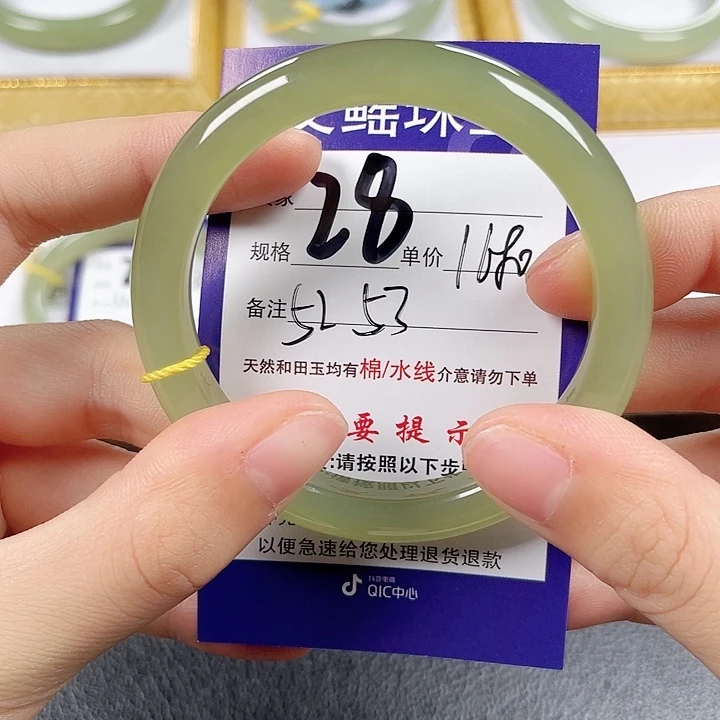 鳐珠
28
规格 单价
备注 52 53
天然和田玉均有棉/水线介意请勿下单
要提示
:请按照以下步
以便急速给您处理退货退款
抖音电商
QIC中心